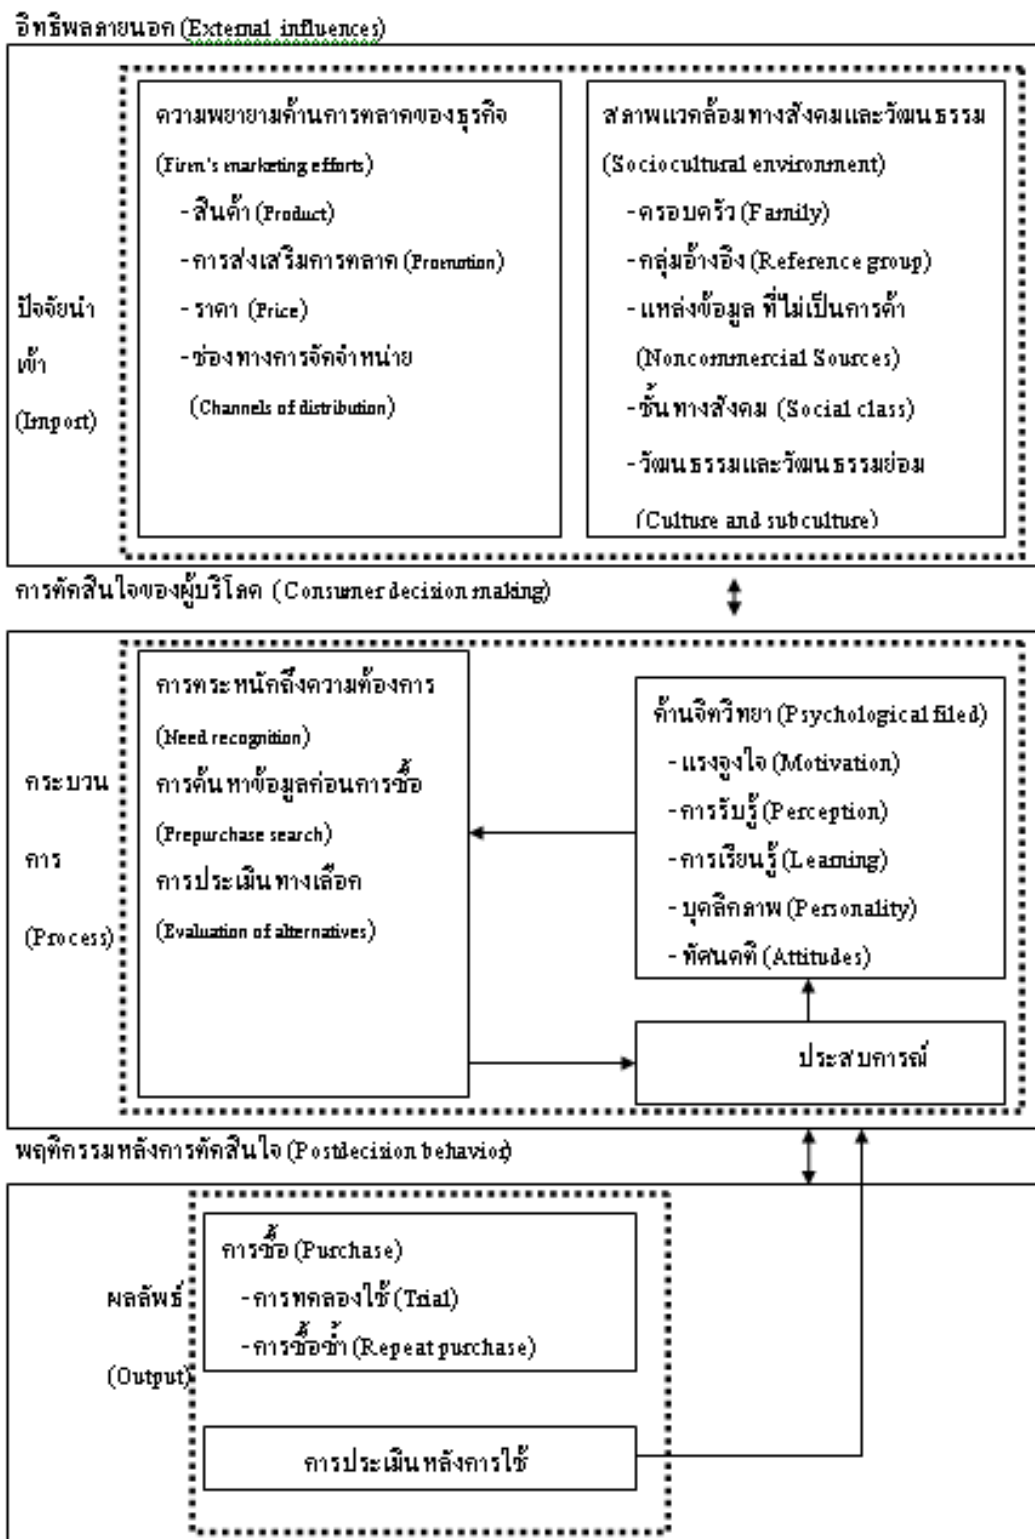 อิทธิพลภายนอก (External influences)
ปัจจัยนำ
เข้า
(Import)
ความพยายามด้านการตลาดของธุรกิจ
(Firm's marketing efforts)
- สินค้า (Product)
- การส่งเสริมการตลาด (Promotion)
- ราคา (Price)
- ช่องทางการจัดจำหน่าย
(Channels of distribution)
สภาพแวดล้อมทางสังคมและวัฒนธรรม
(Sociocultural environment)
- ครอบครัว (Family)
- กลุ่มอ้างอิง (Reference group)
- แหล่งข้อมูล ที่ไม่เป็นการค้า
(Noncommercial Sources)
- ชั้นทางสังคม (Social class)
- วัฒนธรรมและวัฒนธรรมย่อม
(Culture and subculture)
การตัดสินใจของผู้บริโภค (Consumer decision making)
กระบวน
การ
(Process)
การตระหนักถึงความต้องการ
(Need recognition)
การค้นหาข้อมูลก่อนการซื้อ
(Prepurchase search)
การประเมินทางเลือก
(Evaluation of alternatives)
ด้านจิตวิทยา (Psychological filed)
- แรงจูงใจ (Motivation)
- การรับรู้ (Perception)
- การเรียนรู้ (Learning)
- บุคลิกภาพ (Personality)
- ทัศนคติ (Attitudes)
ประสบการณ์
พฤติกรรมหลังการตัดสินใจ (Postdecision behavior)
ผลลัพธ์
(Output)
การซื้อ (Purchase)
- การทดลองใช้ (Trial)
- การซื้อซ้ำ (Repeat purchase)
การประเมินหลังการใช้